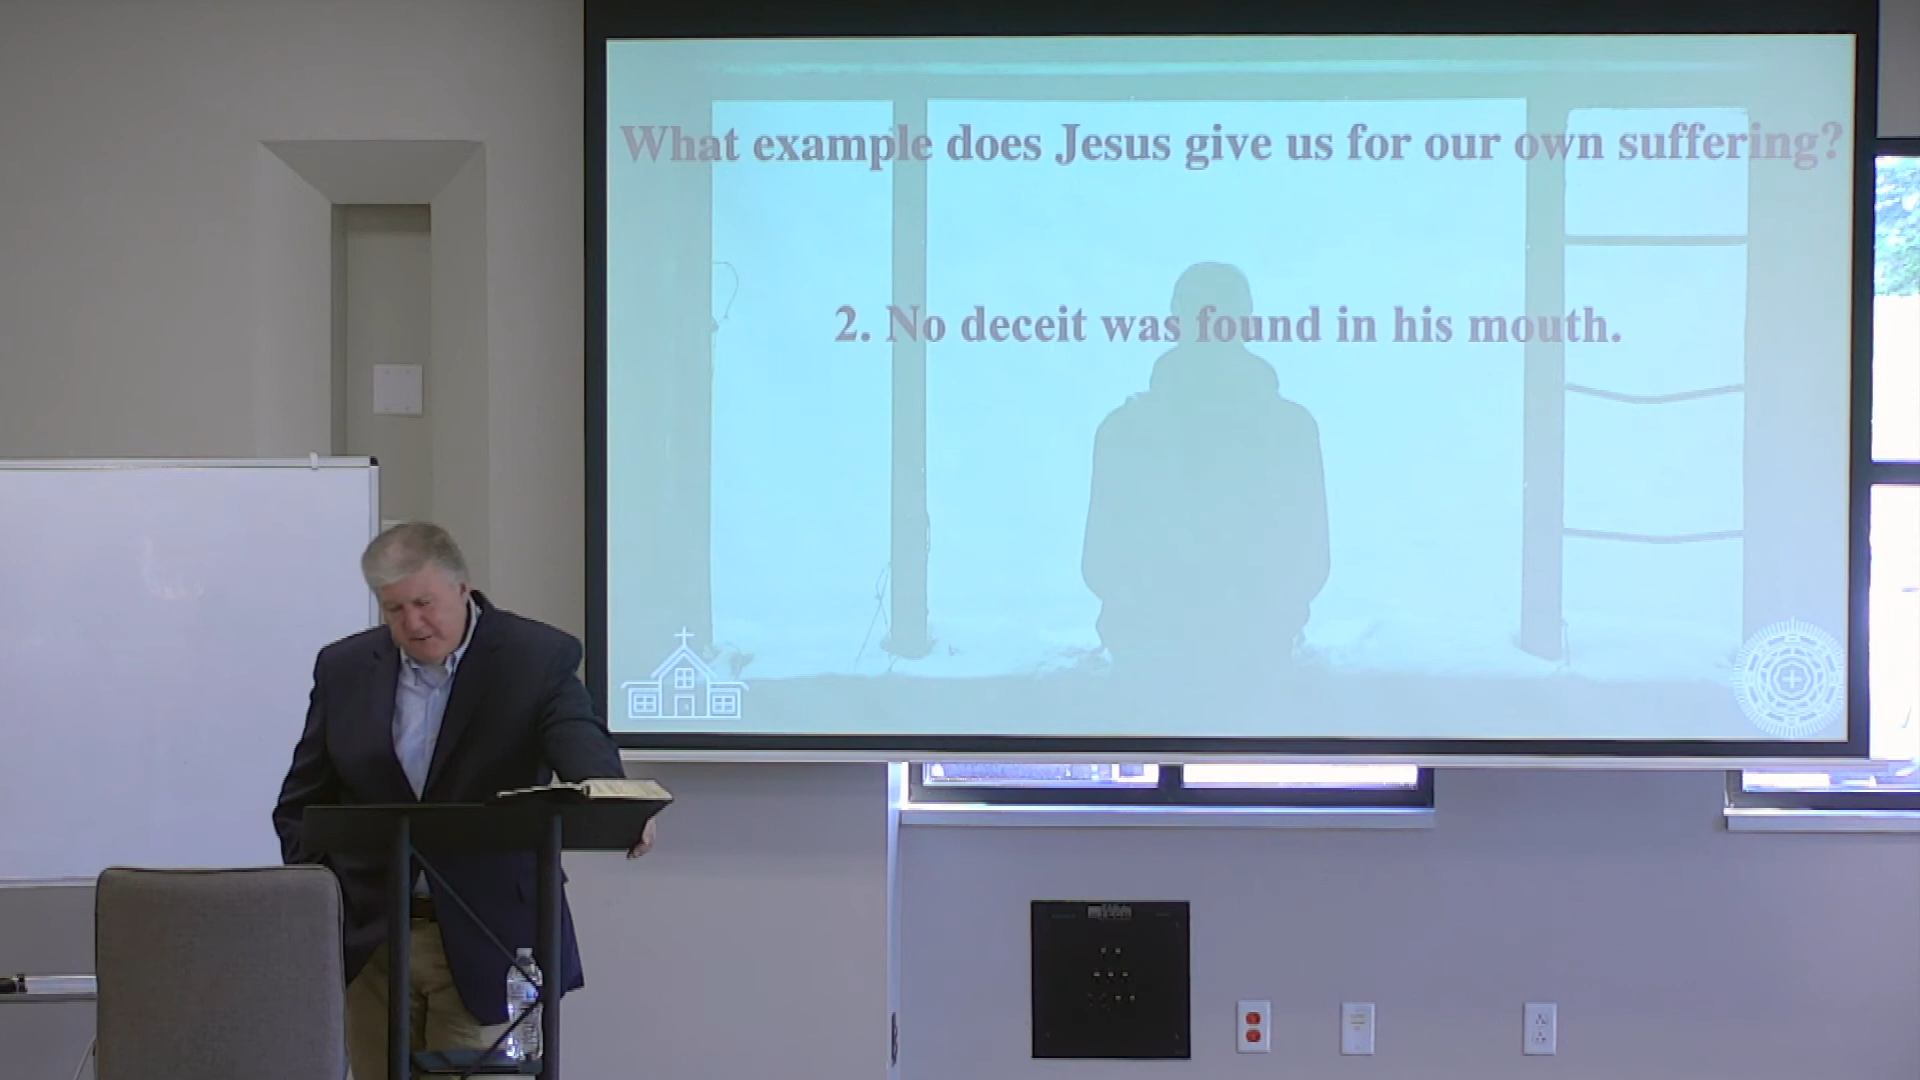 What example does Jesus give us for our own suffering?
2. No deceit was found in his mouth.